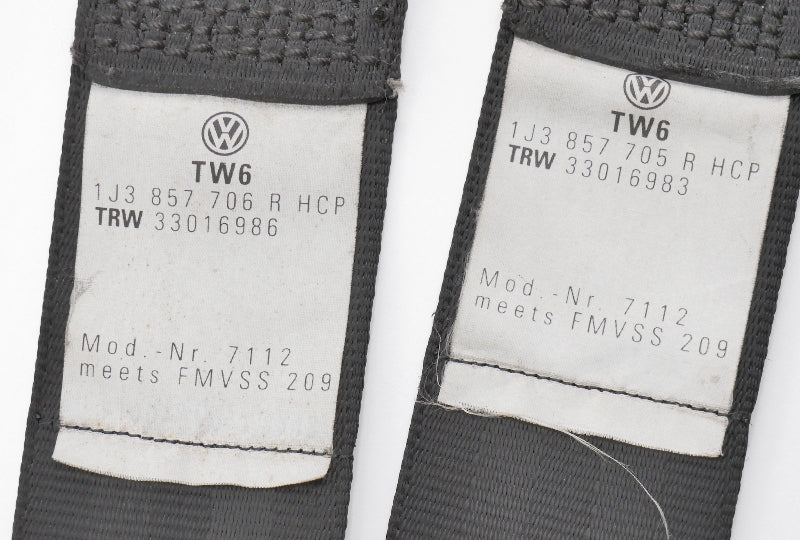 TW6
1J3 857 706 R HCP
TRW 33016986
Mod.-Nr. 7112
meets FMVSS 209
TW6
1J3 857 705 R HCP
TRW 33016983
Mod.-Nr. 7112
meets FMVSS 209